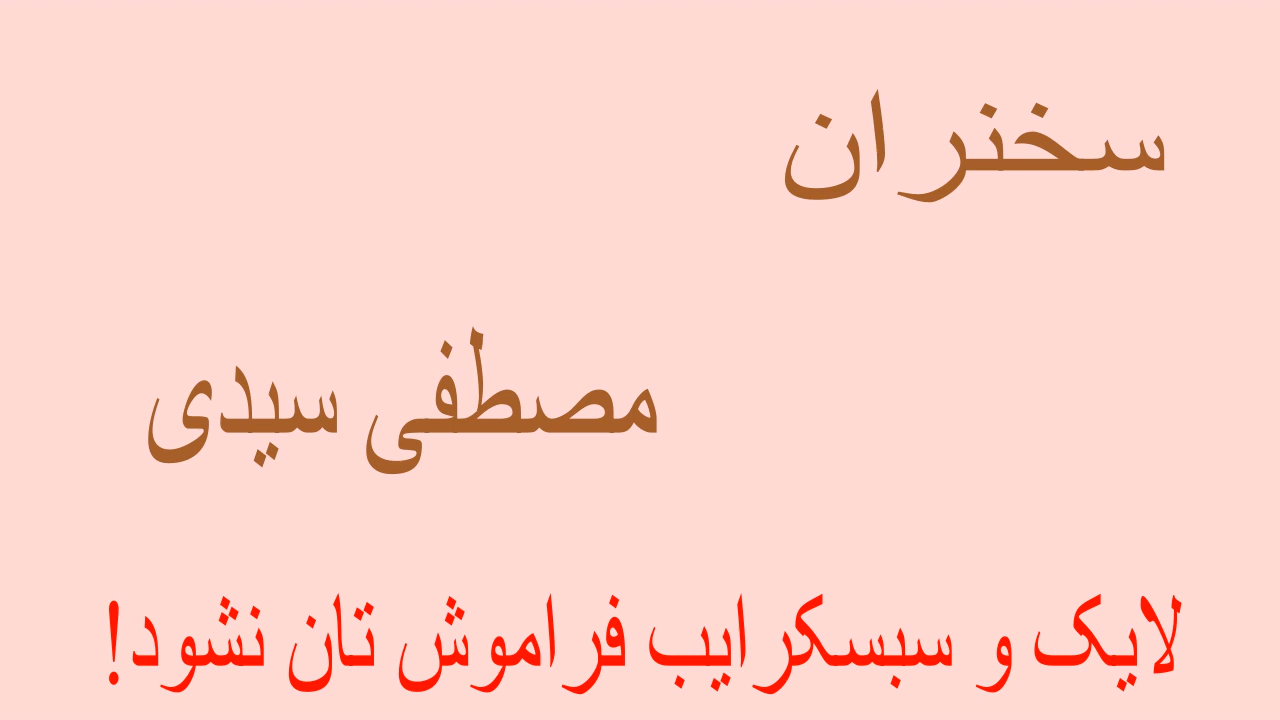 سخنران
مصطفی سیدی
لایک و سبسکرایب فراموش تان نشود!